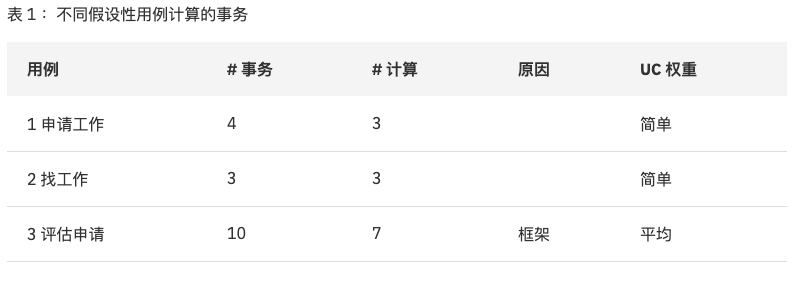 表 1： 不同假设性用例计算的事务
用例 # 事务 # 计算 原因 UC 权重
1 申请工作 4 3 简单
2 找工作 3 3 简单
3 评估申请 10 7 框架 平均